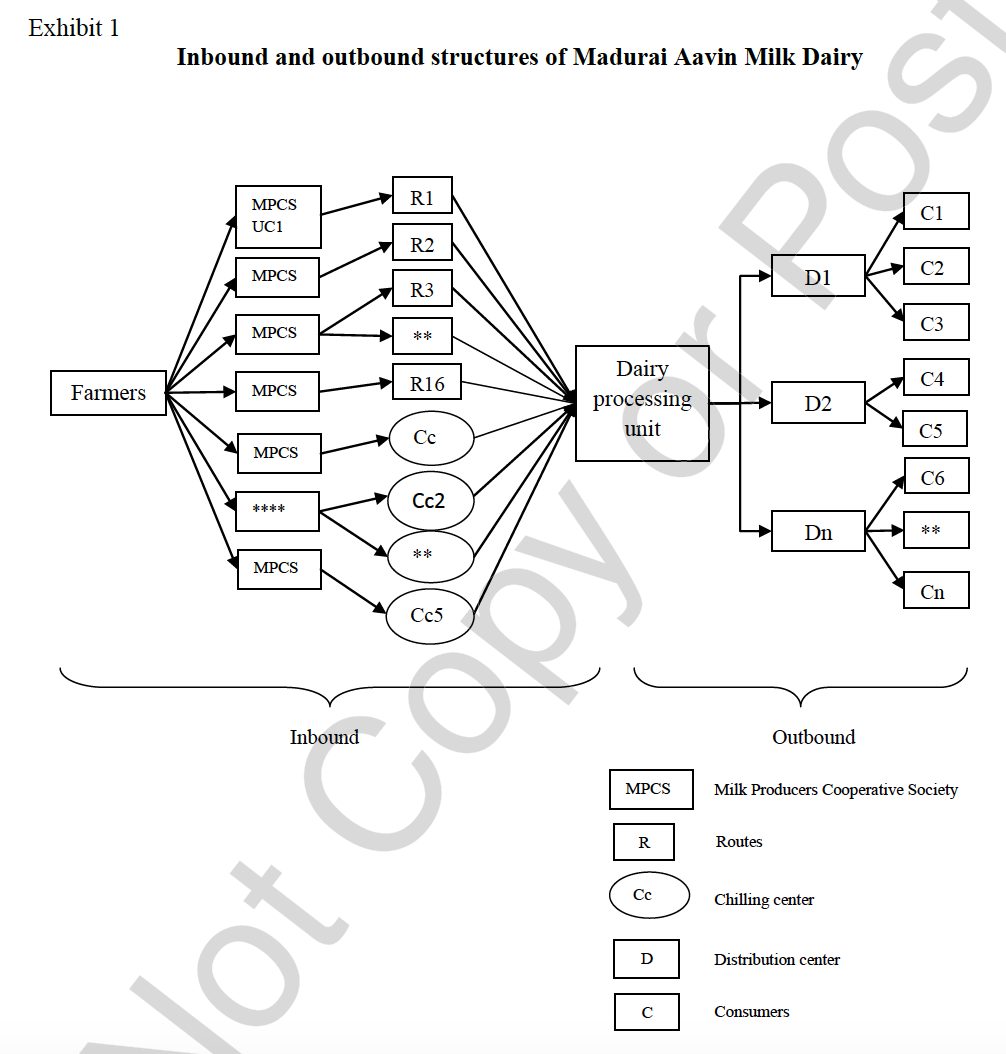 Exhibit 1
Inbound and outbound structures of Madurai Aavin Milk Dairy
Farmers
MPCS
UC1
MPCS
MPCS
MPCS
MPCS
****
MPCS
R1
R2
R3
**
R16
Cc
Cc2
**
Cc5
Dairy
processing
unit
D1
D2
Dn
C1
C2
C3
C4
C5
C6
**
Cn
Inbound
Outbound
MPCS Milk Producers Cooperative Society
R Routes
Cc Chilling center
D Distribution center
C Consumers
Not Copy or Post